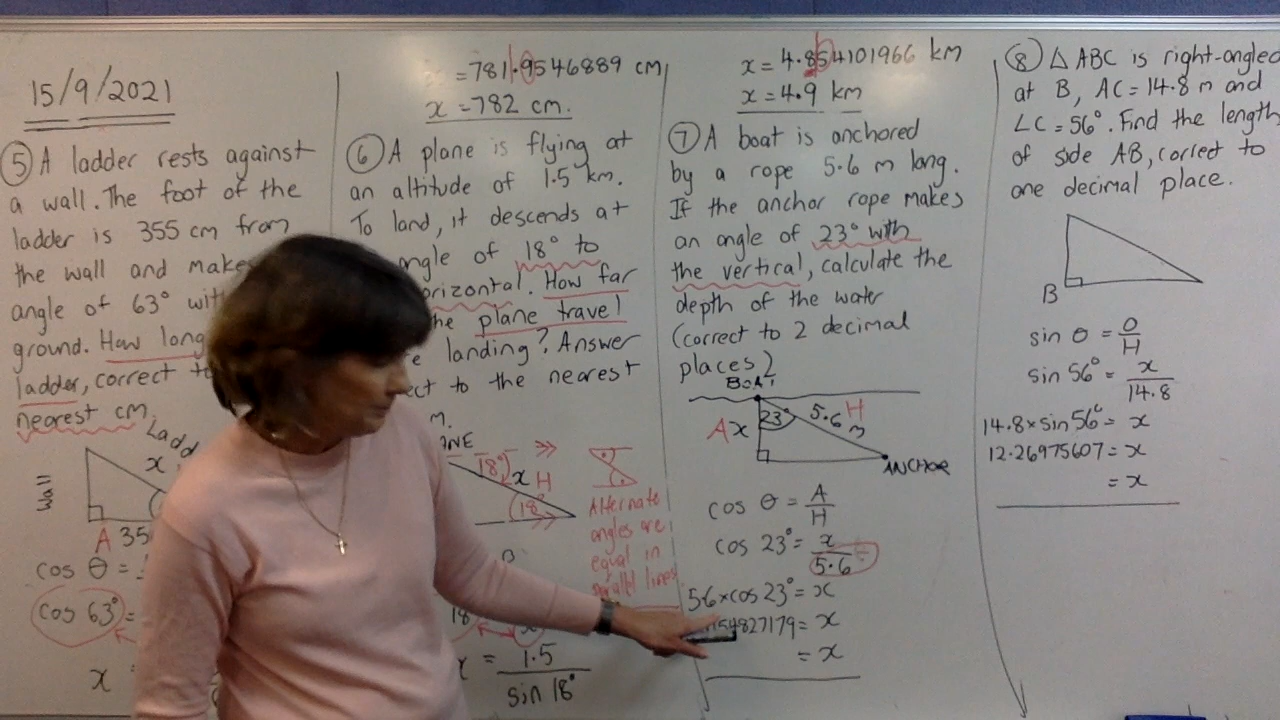 15/9/2021
⑤ A ladder rests against
a wall. The foot of the
ladder is 355 cm from
the wall and make
angle of 63° wit
ground. How long
ladder, correct t
nearest cm.
Ladd
x
Wall
A 35
cos θ =
cos 63° =
x =
= 781.9546889 cm
x = 782 cm.
⑥ A plane is flying at
an altitude of 1.5 km.
To land, it descends at
angle of 18° to
orizontal. How far
he plane travel
e landing? Answer
ect to the nearest
m.
ANE
18° x H
18°
Alternate
angles are
equal in
parallel lines
18
x = 1.5
sin 18°
x = 4.854101966 km
x = 4.9 km
⑦ A boat is anchored
by a rope 5.6 m long.
If the anchor rope makes
an angle of 23° with
the vertical, calculate the
depth of the water
(correct to 2 decimal
places)
BOAT
A x 23° 5.6 m H
ANCHOR
cos θ = A/H
cos 23° = x/5.6
5.6×cos 23° = x
54827179 = x
= x
⑧ △ ABC is right-angled
at B, AC = 14.8 m and
∠C = 56°. Find the length
of side AB, correct to
one decimal place.
B
sin θ = O/H
sin 56° = x/14.8
14.8×sin 56° = x
12.26975607 = x
= x